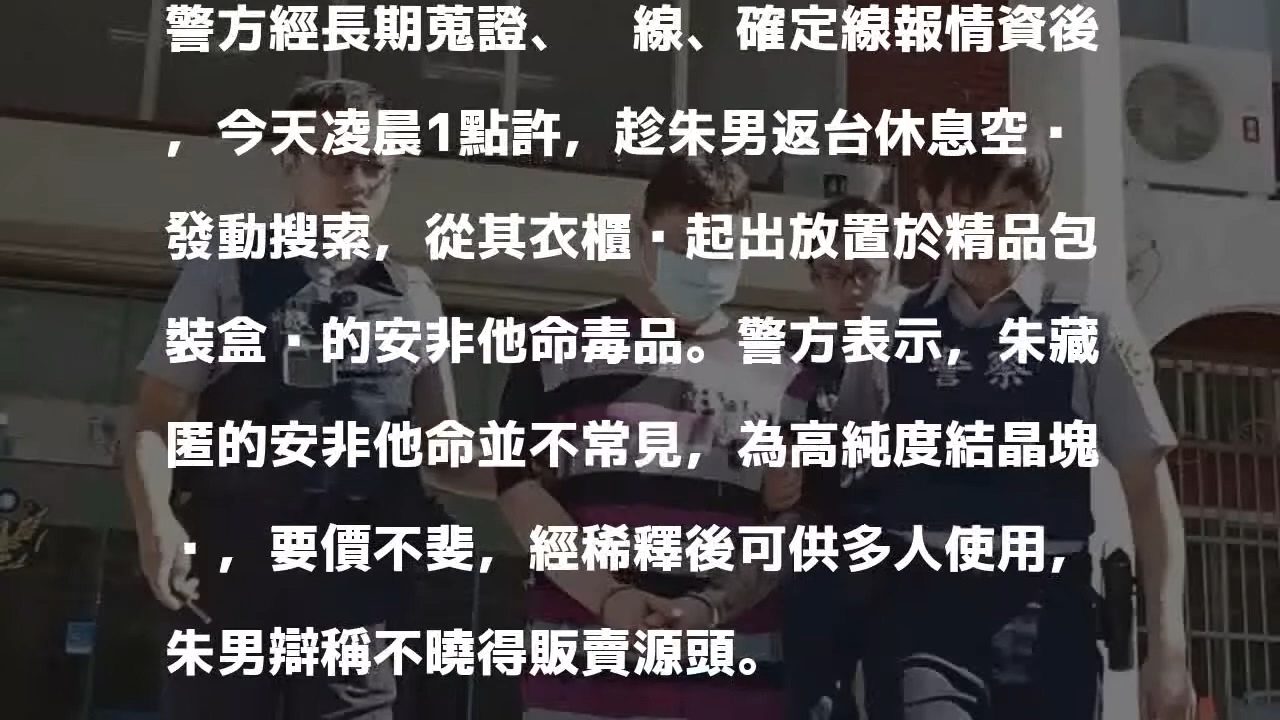 警方經長期蒐證、　線、確定線報情資後
，今天凌晨1點許，趁朱男返台休息空·
發動搜索，從其衣櫃·起出放置於精品包
裝盒·的安非他命毒品。警方表示，朱藏
匿的安非他命並不常見，為高純度結晶塊
·，要價不斐，經稀釋後可供多人使用，
朱男辯稱不曉得販賣源頭。
警察